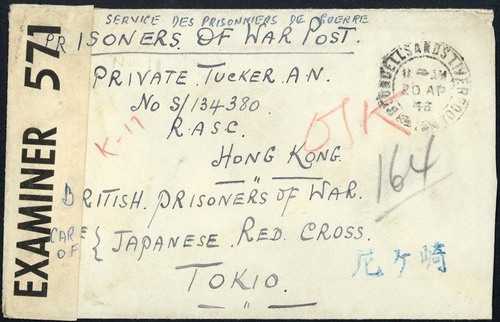 SERVICE DES PRISONNIERS DE GUERRE
PRISONERS OF WAR POST.
PRIVATE. TUCKER. A.N.
No S/134380.
R.A.S.C.
HONG KONG.
BRITISH. PRISONERS OF WAR.
CARE OF { JAPANESE. RED. CROSS.
TOKIO.
EXAMINER 571
K-17
164
尼ケ崎
20 AP
43